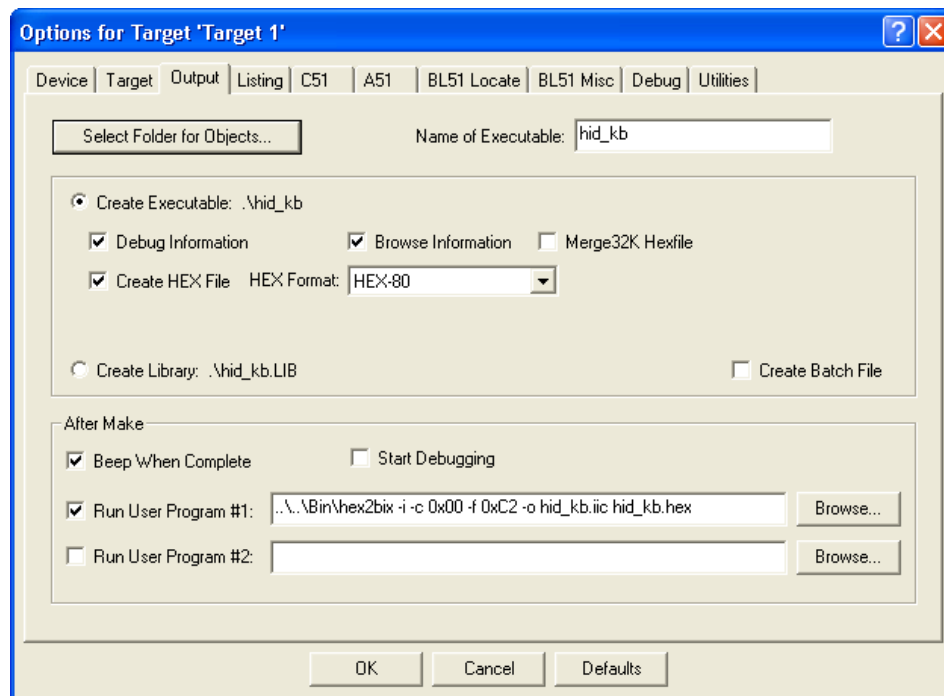 Options for Target 'Target 1'
Device Target Output Listing C51 A51 BL51 Locate BL51 Misc Debug Utilities
Select Folder for Objects... Name of Executable: hid_kb
Create Executable: .\hid_kb
Debug Information Browse Information Merge32K Hexfile
Create HEX File HEX Format: HEX-80
Create Library: .\hid_kb.LIB Create Batch File
After Make
Beep When Complete Start Debugging
Run User Program #1: ..\..\Bin\hex2bix -i -c 0x00 -f 0xC2 -o hid_kb.iic hid_kb.hex Browse...
Run User Program #2: Browse...
OK Cancel Defaults